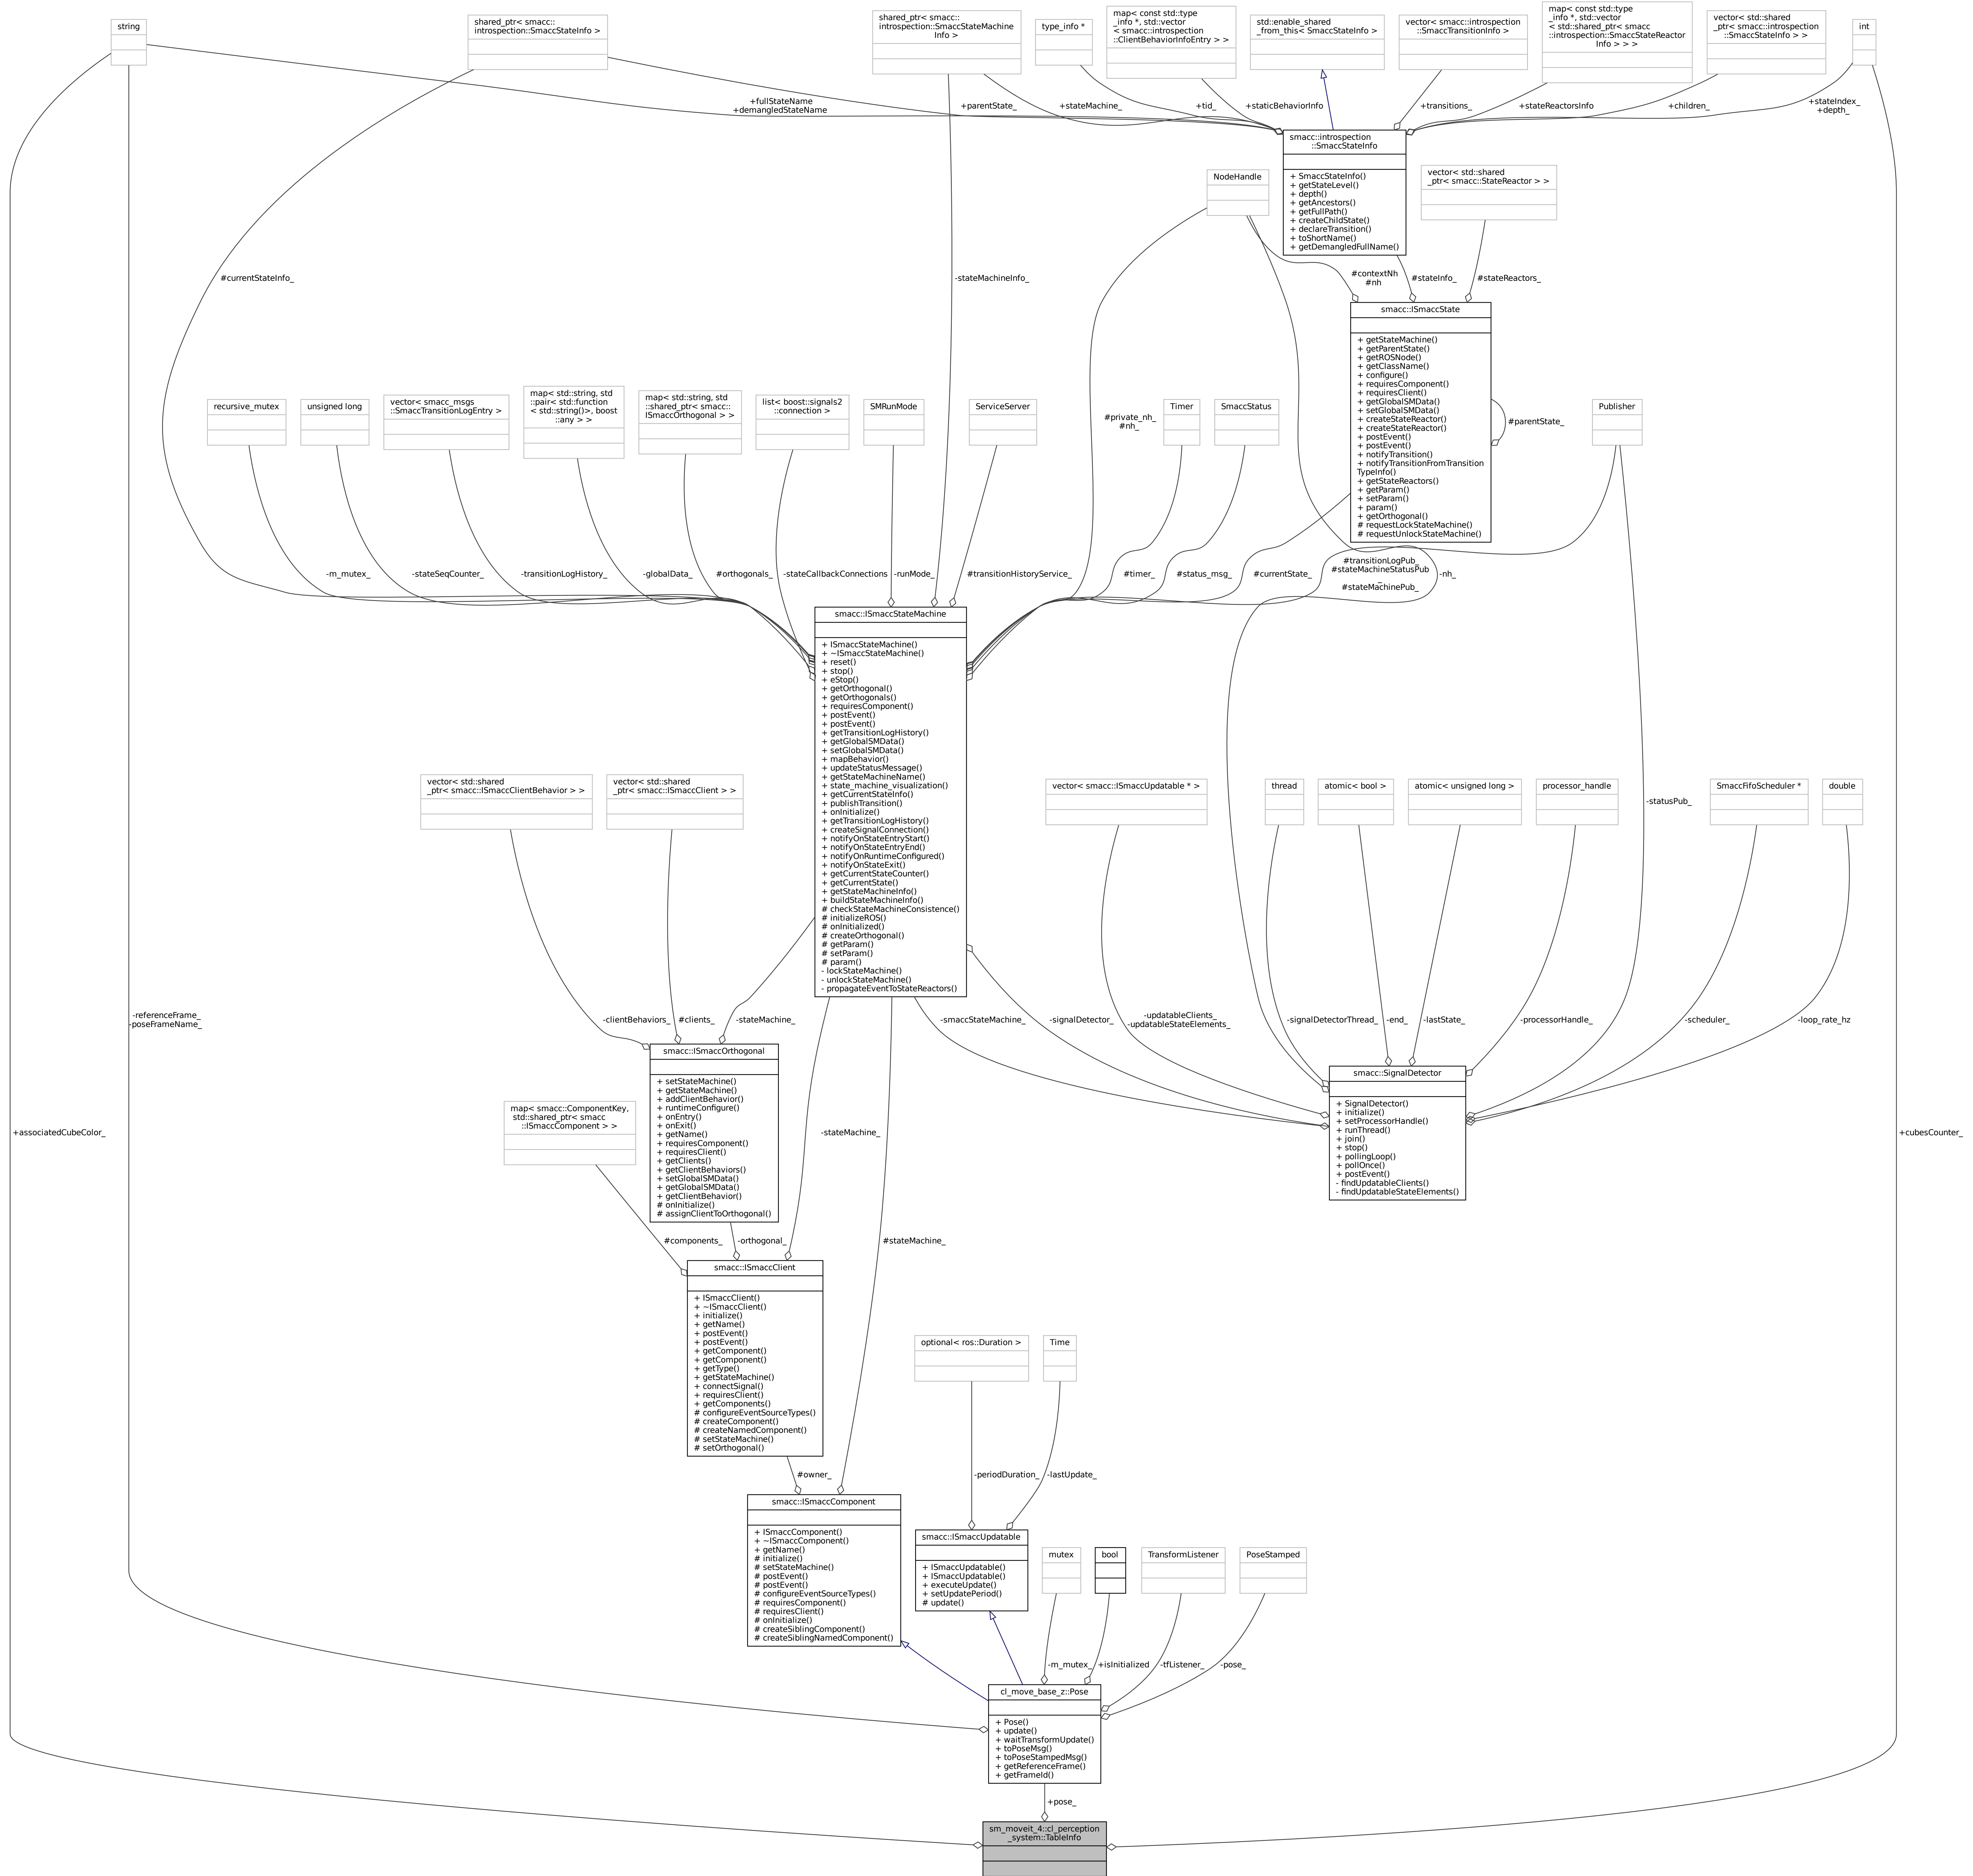 string
shared_ptr< smacc::
introspection::SmaccStateInfo >
shared_ptr< smacc::
introspection::SmaccStateMachine
Info >
type_info *
map< const std::type
_info *, std::vector
< smacc::introspection
::ClientBehaviorInfoEntry > >
std::enable_shared
_from_this< SmaccStateInfo >
vector< smacc::introspection
::SmaccTransitionInfo >
map< const std::type
_info *, std::vector
< std::shared_ptr< smacc
::introspection::SmaccStateReactor
Info > > >
vector< std::shared
_ptr< smacc::introspection
::SmaccStateInfo > >
int
+fullStateName
+demangledStateName
+parentState_
+stateMachine_
+tid_
+staticBehaviorInfo
+transitions_
+stateReactorsInfo
+children_
+stateIndex_
+depth_
smacc::introspection
::SmaccStateInfo
+ SmaccStateInfo()
+ getStateLevel()
+ depth()
+ getAncestors()
+ getFullPath()
+ createChildState()
+ declareTransition()
+ toShortName()
+ getDemangledFullName()
NodeHandle
vector< std::shared
_ptr< smacc::StateReactor > >
#currentStateInfo_
-stateMachineInfo_
#contextNh
#nh
#stateInfo_
#stateReactors_
smacc::ISmaccState
+ getStateMachine()
+ getParentState()
+ getROSNode()
+ getClassName()
+ configure()
+ requiresComponent()
+ requiresClient()
+ getGlobalSMData()
+ setGlobalSMData()
+ createStateReactor()
+ createStateReactor()
+ postEvent()
+ postEvent()
+ notifyTransition()
+ notifyTransitionFromTransition
TypeInfo()
+ getStateReactors()
+ getParam()
+ setParam()
+ param()
+ getOrthogonal()
# requestLockStateMachine()
# requestUnlockStateMachine()
#parentState_
recursive_mutex
unsigned long
vector< smacc_msgs
::SmaccTransitionLogEntry >
map< std::string, std
::pair< std::function
< std::string()>, boost
::any > >
map< std::string, std
::shared_ptr< smacc::
ISmaccOrthogonal > >
list< boost::signals2
::connection >
SMRunMode
ServiceServer
#private_nh_
#nh_
Timer
SmaccStatus
Publisher
-m_mutex_
-stateSeqCounter_
-transitionLogHistory_
-globalData_
#orthogonals_
-stateCallbackConnections
-runMode_
#transitionHistoryService_
#timer_
#status_msg_
#currentState_
#transitionLogPub_
#stateMachineStatusPub
_
#stateMachinePub_
-nh_
smacc::ISmaccStateMachine
+ ISmaccStateMachine()
+ ~ISmaccStateMachine()
+ reset()
+ stop()
+ eStop()
+ getOrthogonal()
+ getOrthogonals()
+ requiresComponent()
+ postEvent()
+ postEvent()
+ getTransitionLogHistory()
+ getGlobalSMData()
+ setGlobalSMData()
+ mapBehavior()
+ updateStatusMessage()
+ getStateMachineName()
+ state_machine_visualization()
+ getCurrentStateInfo()
+ publishTransition()
+ onInitialize()
+ getTransitionLogHistory()
+ createSignalConnection()
+ notifyOnStateEntryStart()
+ notifyOnStateEntryEnd()
+ notifyOnRuntimeConfigured()
+ notifyOnStateExit()
+ getCurrentStateCounter()
+ getCurrentState()
+ getStateMachineInfo()
+ buildStateMachineInfo()
# checkStateMachineConsistence()
# initializeROS()
# onInitialized()
# createOrthogonal()
# getParam()
# setParam()
# param()
- lockStateMachine()
- unlockStateMachine()
- propagateEventToStateReactors()
vector< std::shared
_ptr< smacc::ISmaccClientBehavior > >
vector< std::shared
_ptr< smacc::ISmaccClient > >
vector< smacc::ISmaccUpdatable * >
thread
atomic< bool >
atomic< unsigned long >
processor_handle
-statusPub_
SmaccFifoScheduler *
double
-referenceFrame_
-poseFrameName_
-clientBehaviors_
#clients_
-stateMachine_
-smaccStateMachine_
-signalDetector_
-updatableClients_
-updatableStateElements_
-signalDetectorThread_
-end_
-lastState_
-processorHandle_
-scheduler_
-loop_rate_hz
smacc::ISmaccOrthogonal
+ setStateMachine()
+ getStateMachine()
+ addClientBehavior()
+ runtimeConfigure()
+ onEntry()
+ onExit()
+ getName()
+ requiresComponent()
+ requiresClient()
+ getClients()
+ getClientBehaviors()
+ setGlobalSMData()
+ getGlobalSMData()
+ getClientBehavior()
# onInitialize()
# assignClientToOrthogonal()
smacc::SignalDetector
+ SignalDetector()
+ initialize()
+ setProcessorHandle()
+ runThread()
+ join()
+ stop()
+ pollingLoop()
+ pollOnce()
+ postEvent()
- findUpdatableClients()
- findUpdatableStateElements()
map< smacc::ComponentKey,
std::shared_ptr< smacc
::ISmaccComponent > >
+associatedCubeColor_
-stateMachine_
+cubesCounter_
#components_
-orthogonal_
#stateMachine_
smacc::ISmaccClient
+ ISmaccClient()
+ ~ISmaccClient()
+ initialize()
+ getName()
+ postEvent()
+ postEvent()
+ getComponent()
+ getComponent()
+ getType()
+ getStateMachine()
+ connectSignal()
+ requiresClient()
+ getComponents()
# configureEventSourceTypes()
# createComponent()
# createNamedComponent()
# setStateMachine()
# setOrthogonal()
optional< ros::Duration >
Time
#owner_
-periodDuration_
-lastUpdate_
smacc::ISmaccComponent
+ ISmaccComponent()
+ ~ISmaccComponent()
+ getName()
# initialize()
# setStateMachine()
# postEvent()
# postEvent()
# configureEventSourceTypes()
# requiresComponent()
# requiresClient()
# onInitialize()
# createSiblingComponent()
# createSiblingNamedComponent()
smacc::ISmaccUpdatable
+ ISmaccUpdatable()
+ ISmaccUpdatable()
+ executeUpdate()
+ setUpdatePeriod()
# update()
mutex
bool
TransformListener
PoseStamped
-m_mutex_
+isInitialized
-tfListener_
-pose_
cl_move_base_z::Pose
+ Pose()
+ update()
+ waitTransformUpdate()
+ toPoseMsg()
+ toPoseStampedMsg()
+ getReferenceFrame()
+ getFrameId()
+pose_
sm_moveit_4::cl_perception
_system::TableInfo